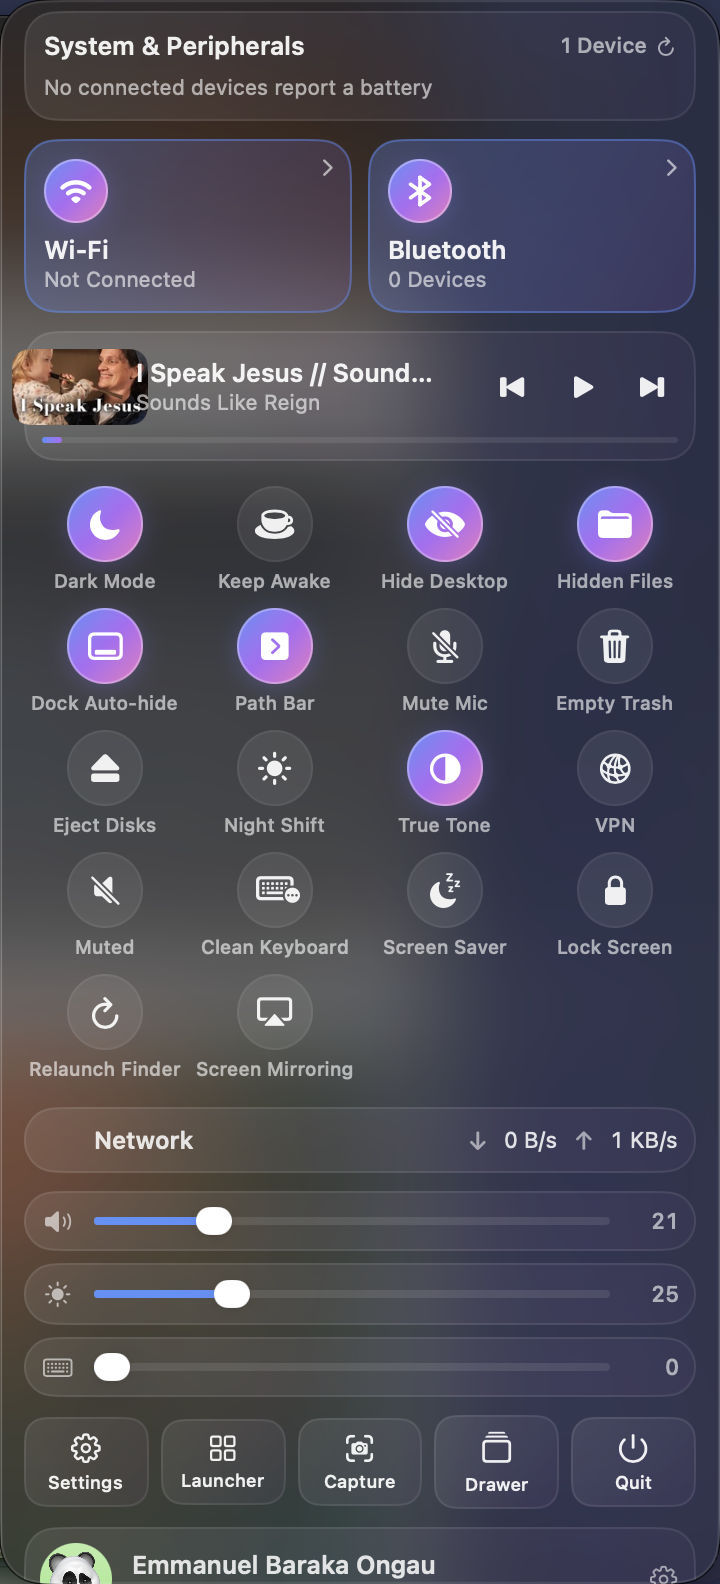 System & Peripherals
1 Device
No connected devices report a battery
Wi-Fi
Not Connected
Bluetooth
0 Devices
I Speak Jesus
I Speak Jesus // Sound...
Sounds Like Reign
Dark Mode
Keep Awake
Hide Desktop
Hidden Files
Dock Auto-hide
Path Bar
Mute Mic
Empty Trash
Eject Disks
Night Shift
True Tone
VPN
Muted
Clean Keyboard
Screen Saver
Lock Screen
Relaunch Finder
Screen Mirroring
Network
0 B/s
1 KB/s
21
25
0
Settings
Launcher
Capture
Drawer
Quit
Emmanuel Baraka Ongau